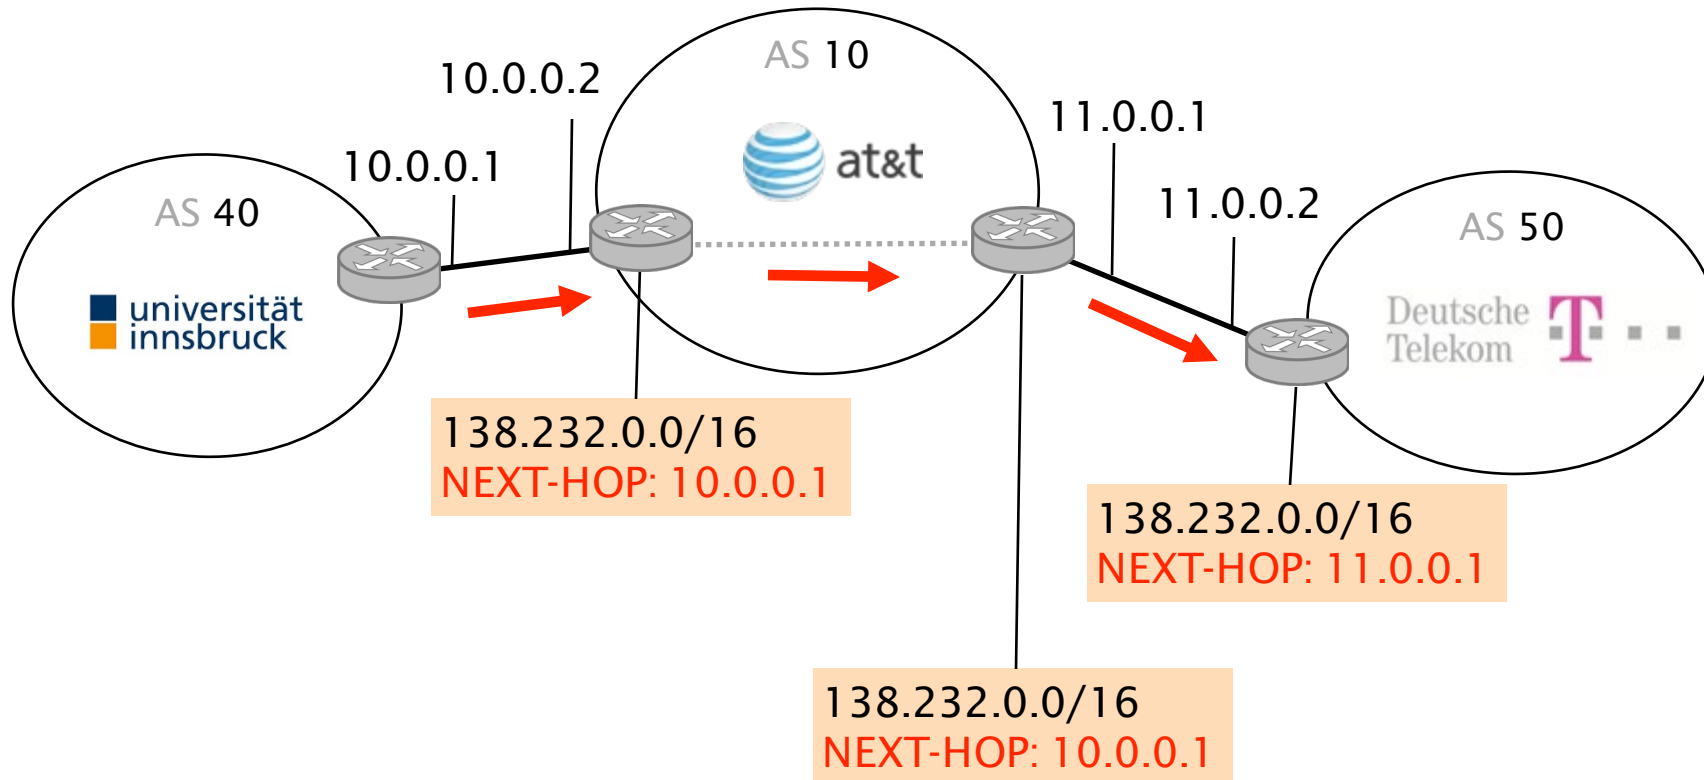 AS 10
10.0.0.2
at&t
11.0.0.1
10.0.0.1
AS 40
11.0.0.2
AS 50
universität
innsbruck
Deutsche
Telekom
T
138.232.0.0/16
NEXT-HOP: 10.0.0.1
138.232.0.0/16
NEXT-HOP: 11.0.0.1
138.232.0.0/16
NEXT-HOP: 10.0.0.1